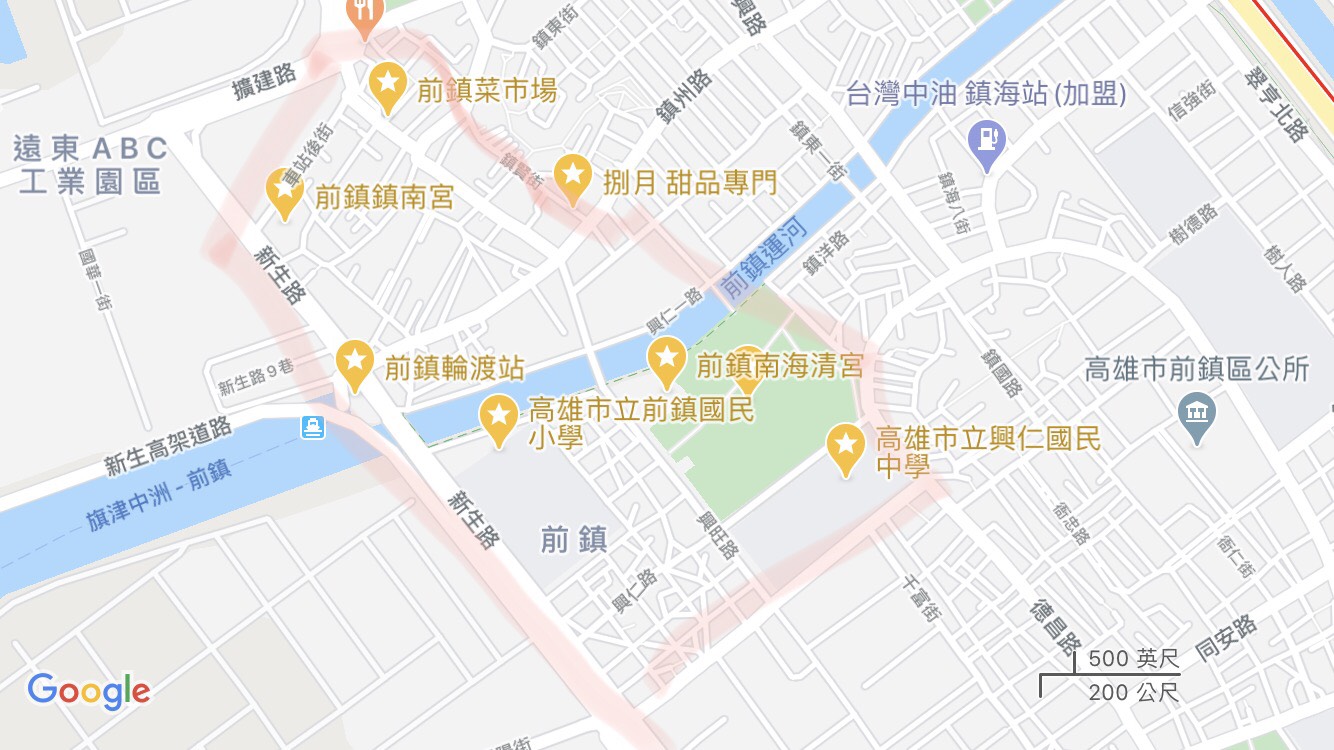 鎮東街
興路
擴建路
前鎮菜市場
鎮州路
台灣中油 鎮海站 (加盟)
信強街
翠亨北路
遠東 A B C
工業園區
車站後街
鎮賢街
鎮東一街
捌月 甜品專門
前鎮鎮南宮
鎮海八街
樹德路
國華一街
新生路
前鎮運河
鎮洋路
樹人路
興仁一路
新生路9巷
前鎮輪渡站
前鎮南海清宮
鎮國路
高雄市前鎮區公所
高雄市立前鎮國民
小學
高雄市立興仁國民
中學
新生高架道路
旗津中洲 - 前鎮
新生路
前鎮
興旺路
衙忠路
衙仁街
興仁路
千富街
德昌路
同安路
500 英尺
200 公尺
Google